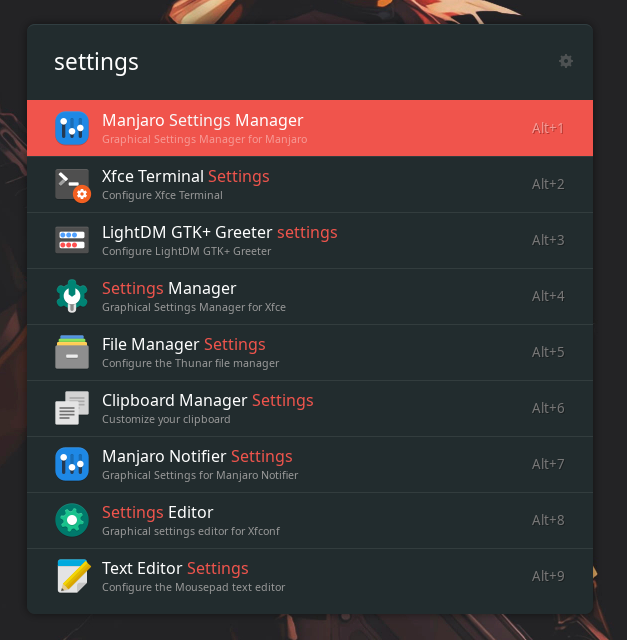 settings
Manjaro Settings Manager
Graphical Settings Manager for Manjaro
Alt+1
Xfce Terminal Settings
Configure Xfce Terminal
Alt+2
LightDM GTK+ Greeter settings
Configure LightDM GTK+ Greeter
Alt+3
Settings Manager
Graphical Settings Manager for Xfce
Alt+4
File Manager Settings
Configure the Thunar file manager
Alt+5
Clipboard Manager Settings
Customize your clipboard
Alt+6
Manjaro Notifier Settings
Graphical Settings for Manjaro Notifier
Alt+7
Settings Editor
Graphical settings editor for Xfconf
Alt+8
Text Editor Settings
Configure the Mousepad text editor
Alt+9